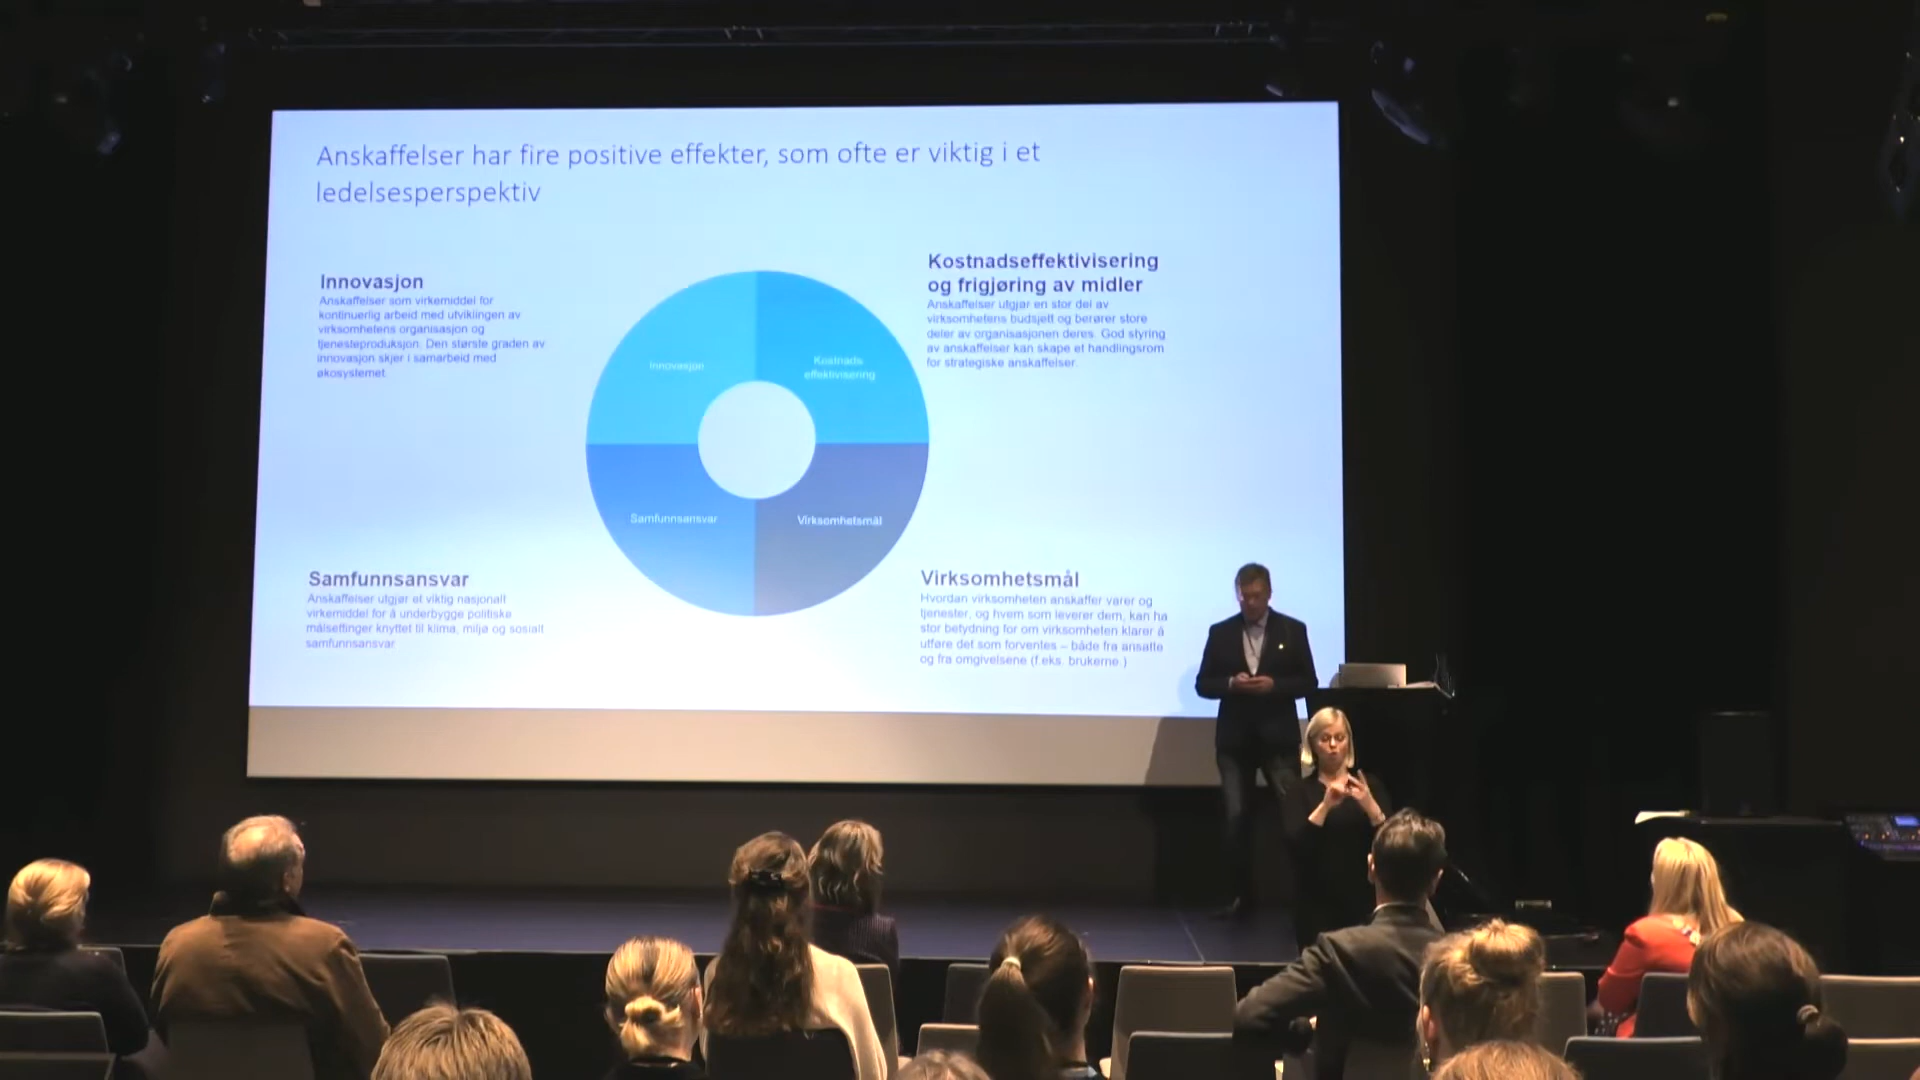 Anskaffelser har fire positive effekter, som ofte er viktig i et
ledelsesperspektiv
Innovasjon
Anskaffelser som virkemiddel for
kontinuerlig arbeid med utviklingen av
virksomhetens organisasjon og
tjenesteproduksjon. Den største graden av
innovasjon skjer i samarbeid med
økosystemet.
Kostnadseffektivisering
og frigjøring av midler
Anskaffelser utgjør en stor del av
virksomhetens budsjett og berører store
deler av organisasjonen deres. God styring
av anskaffelser kan skape et handlingsrom
for strategiske anskaffelser.
Innovasjon
Kostnads
effektivisering
Samfunnsansvar
Virksomhetsmål
Samfunnsansvar
Anskaffelser utgjør et viktig nasjonalt
virkemiddel for å underbygge politiske
målsettinger knyttet til klima, miljø og sosialt
samfunnsansvar
Virksomhetsmål
Hvordan virksomheten anskaffer varer og
tjenester, og hvem som leverer dem, kan ha
stor betydning for om virksomheten klarer å
utføre det som forventes – både fra ansatte
og fra omgivelsene (f.eks. brukerne.)